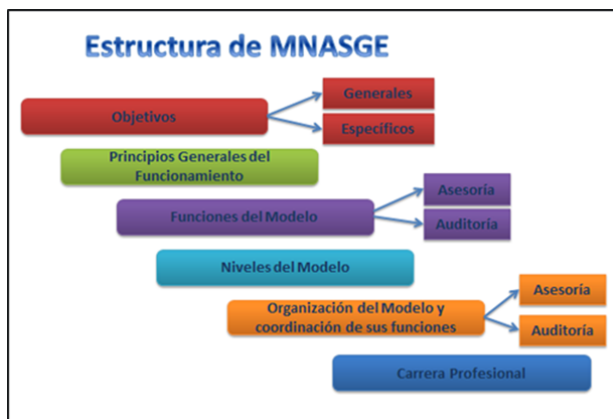 Estructura de MNASGE
Objetivos
Generales
Específicos
Principios Generales del
Funcionamiento
Funciones del Modelo
Asesoría
Auditoría
Niveles del Modelo
Organización del Modelo y
coordinación de sus funciones
Asesoría
Auditoría
Carrera Profesional